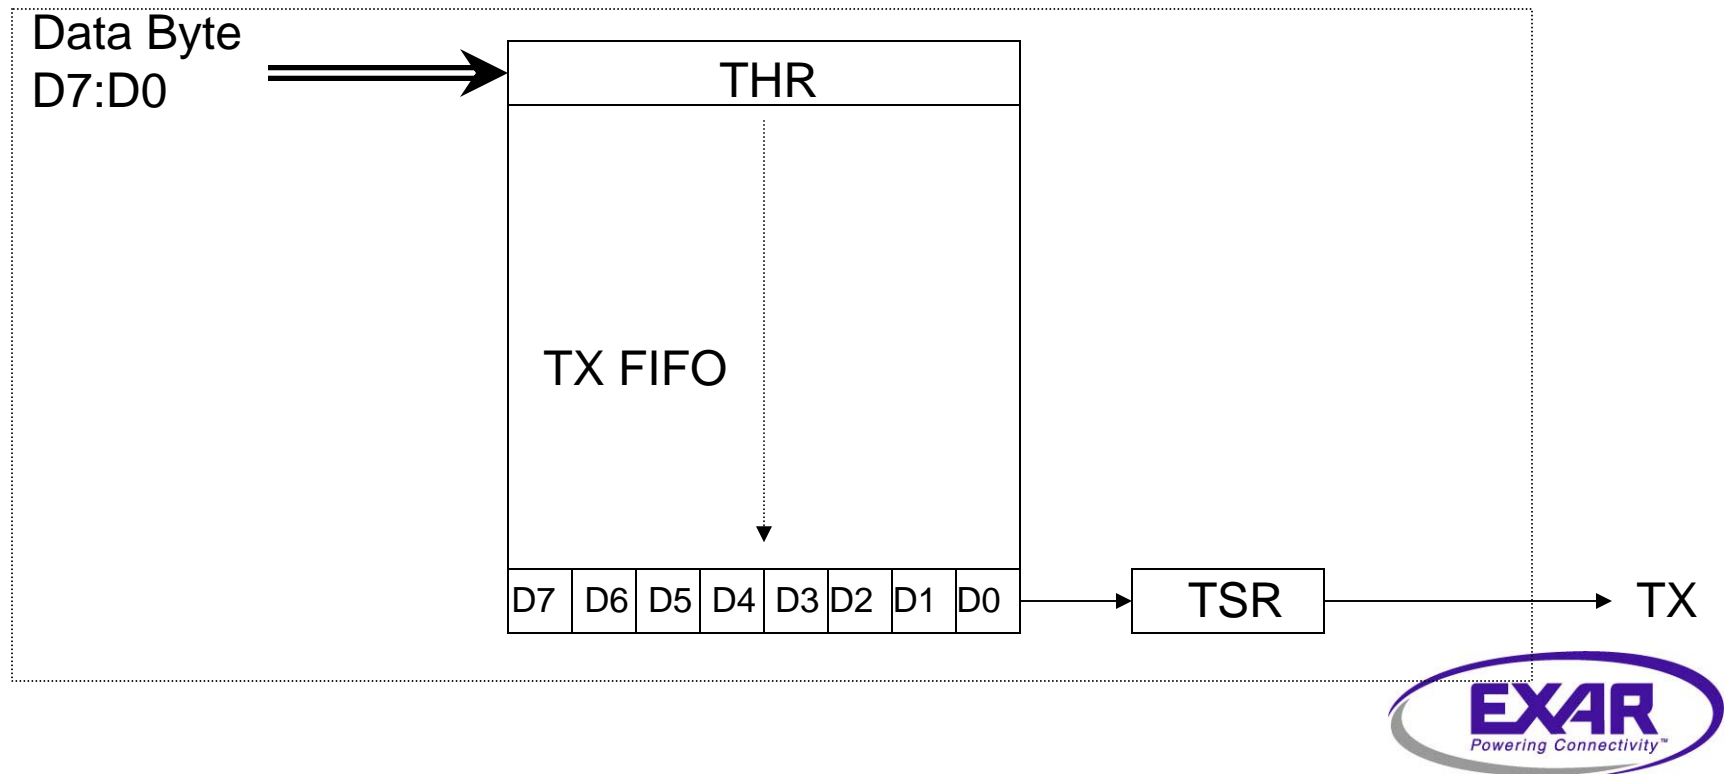 Data Byte
D7:D0
THR
TX FIFO
D7 D6 D5 D4 D3 D2 D1 D0
TSR
TX
EXAR
Powering Connectivity™